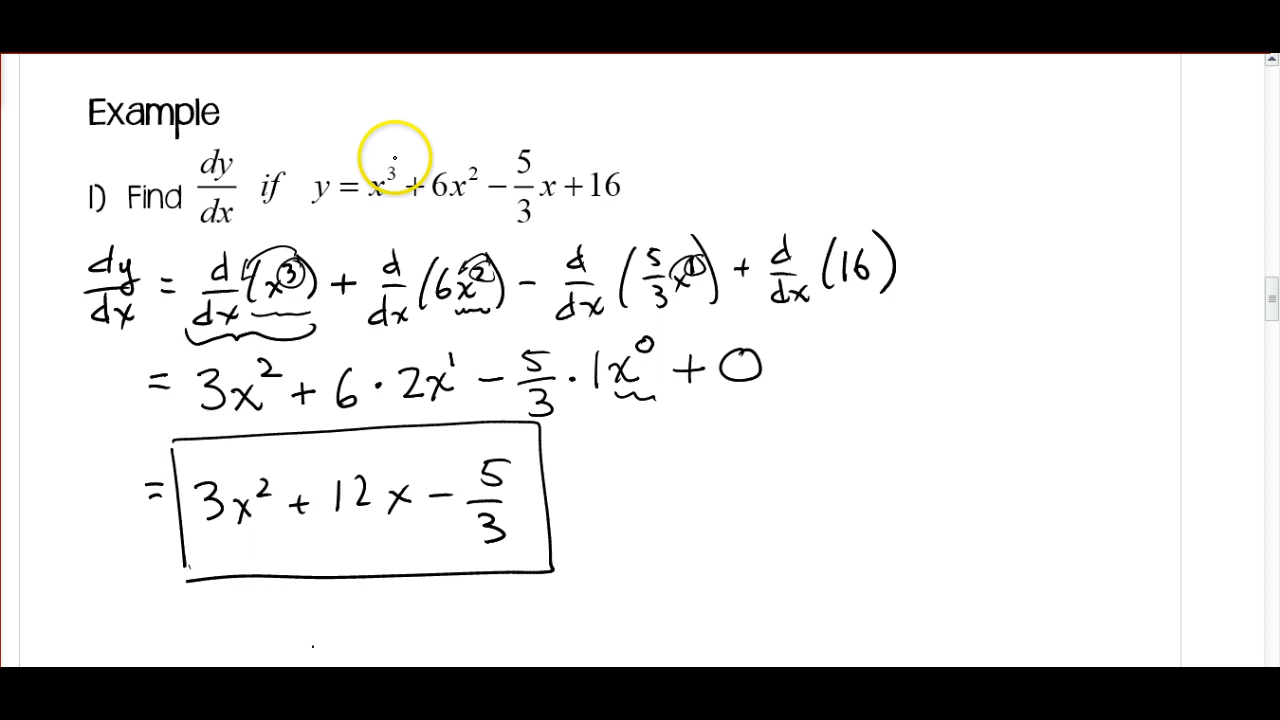 Example
1) Find dy/dx if y = x³ + 6x² − 5/3 x + 16
dy/dx = d/dx (x³) + d/dx (6x²) − d/dx (5/3 x¹) + d/dx (16)
= 3x² + 6 · 2x¹ − 5/3 · 1x⁰ + 0
= 3x² + 12x − 5/3